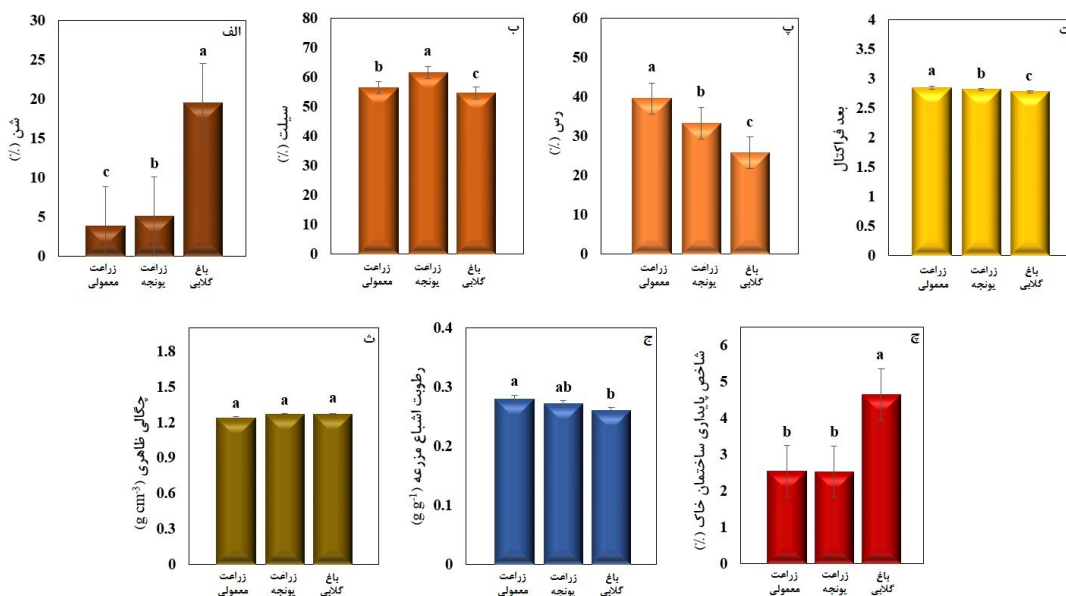 الف
شن (٪)
30
25
20
15
10
5
0
c
b
a
زراعت
معمولی
زراعت
یونجه
باغ
گلابی
ب
سیلت (٪)
80
70
60
50
40
30
20
10
0
b
a
c
زراعت
معمولی
زراعت
یونجه
باغ
گلابی
پ
رس (٪)
60
50
40
30
20
10
0
a
b
c
زراعت
معمولی
زراعت
یونجه
باغ
گلابی
ت
بعد فراکتال
4
3.5
3
2.5
2
1.5
1
0.5
0
a
b
c
زراعت
معمولی
زراعت
یونجه
باغ
گلابی
ث
چگالی ظاهری (g cm-3)
1.8
1.5
1.2
0.9
0.6
0.3
0
a
a
a
زراعت
معمولی
زراعت
یونجه
باغ
گلابی
ج
رطوبت اشباع مزرعه (g g-1)
0.4
0.3
0.2
0.1
0
a
ab
b
زراعت
معمولی
زراعت
یونجه
باغ
گلابی
چ
شاخص پایداری ساختمان خاک (٪)
6
5
4
3
2
1
0
b
b
a
زراعت
معمولی
زراعت
یونجه
باغ
گلابی